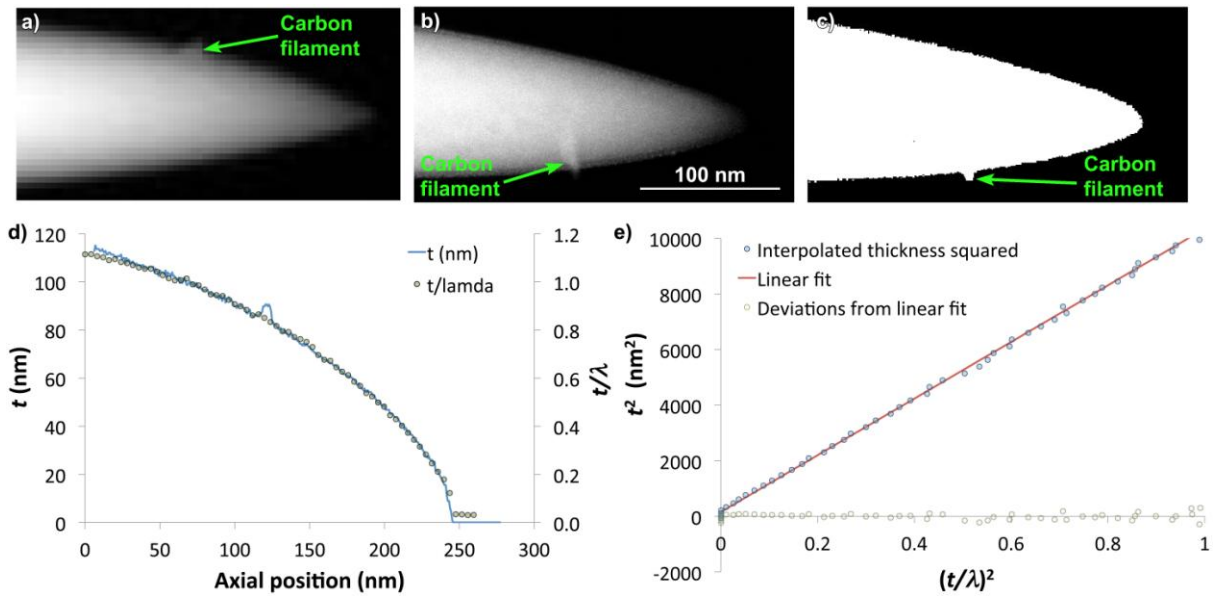 a)
Carbon
filament
b)
Carbon
filament
100 nm
c)
Carbon
filament
d)
120
100
80
60
40
20
0
t (nm)
0
50
100
150
200
250
300
Axial position (nm)
1.2
1.0
0.8
0.6
0.4
0.2
0.0
t/λ
t (nm)
t/lamda
e)
10000
8000
6000
4000
2000
0
-2000
t² (nm²)
0
0.2
0.4
0.6
0.8
1
(t/λ)²
Interpolated thickness squared
Linear fit
Deviations from linear fit